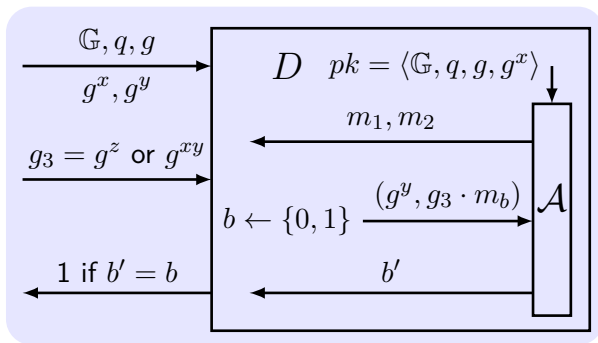 𝔾, q, g
g^x, g^y
D pk = ⟨𝔾, q, g, g^x⟩
m_1, m_2
g_3 = g^z or g^{xy}
b ← {0, 1}
(g^y, g_3 · m_b)
𝒜
1 if b′ = b
b′